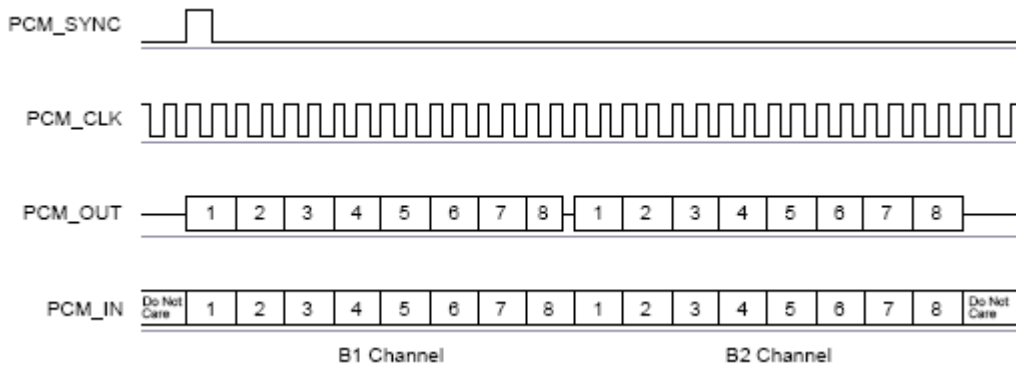 PCM_SYNC
PCM_CLK
PCM_OUT 1 2 3 4 5 6 7 8 1 2 3 4 5 6 7 8
PCM_IN Do Not Care 1 2 3 4 5 6 7 8 1 2 3 4 5 6 7 8 Do Not Care
B1 Channel B2 Channel